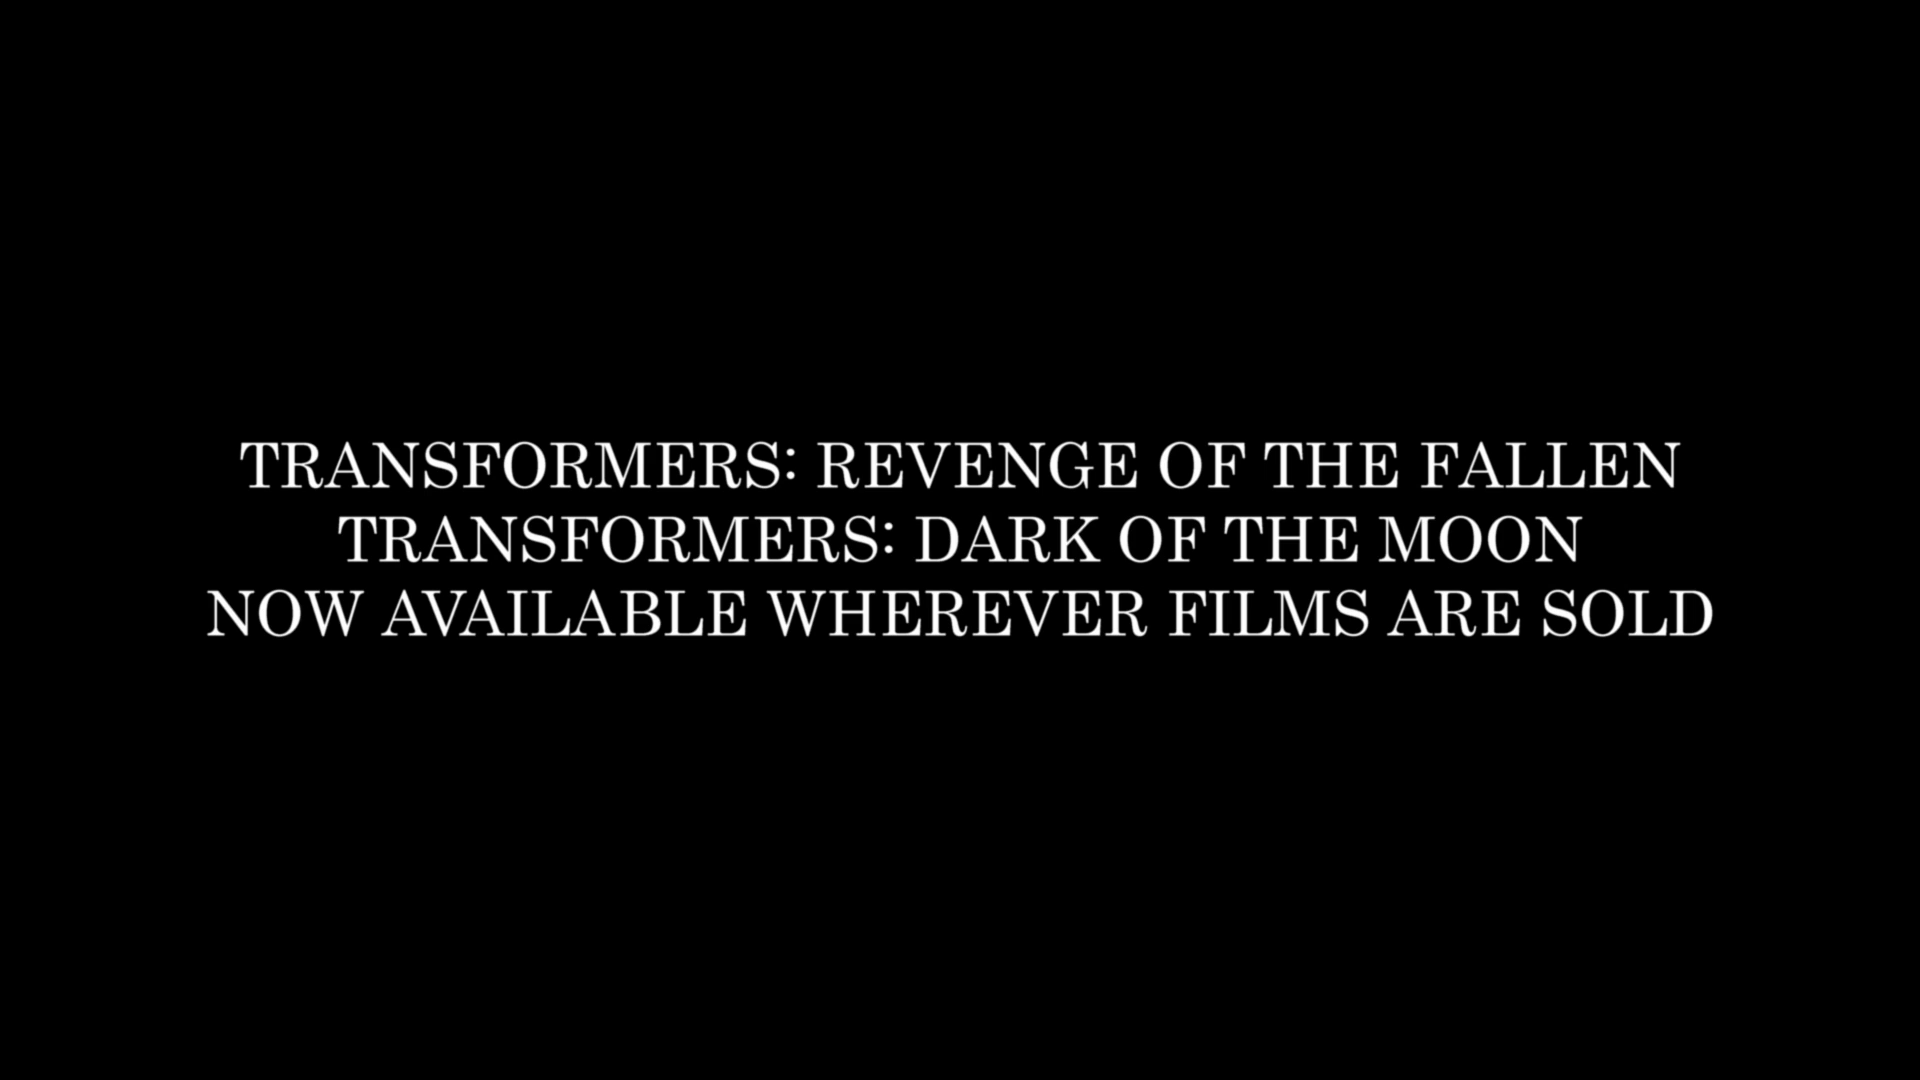 TRANSFORMERS: REVENGE OF THE FALLEN
TRANSFORMERS: DARK OF THE MOON
NOW AVAILABLE WHEREVER FILMS ARE SOLD